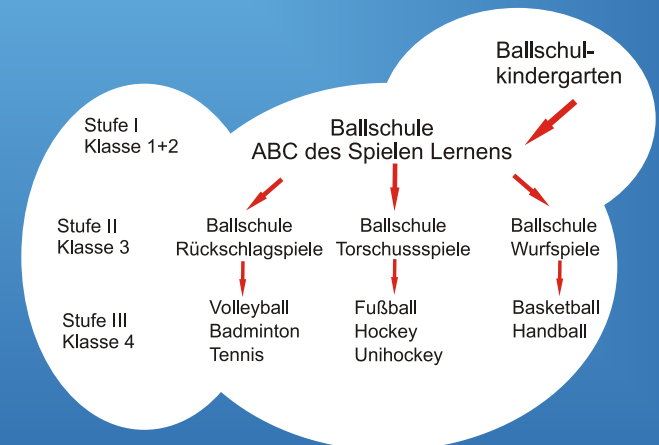 Ballschul-
kindergarten
Stufe I
Klasse 1+2
Ballschule
ABC des Spielen Lernens
Stufe II
Klasse 3
Ballschule
Rückschlagspiele
Ballschule
Torschussspiele
Ballschule
Wurfspiele
Stufe III
Klasse 4
Volleyball
Badminton
Tennis
Fußball
Hockey
Unihockey
Basketball
Handball